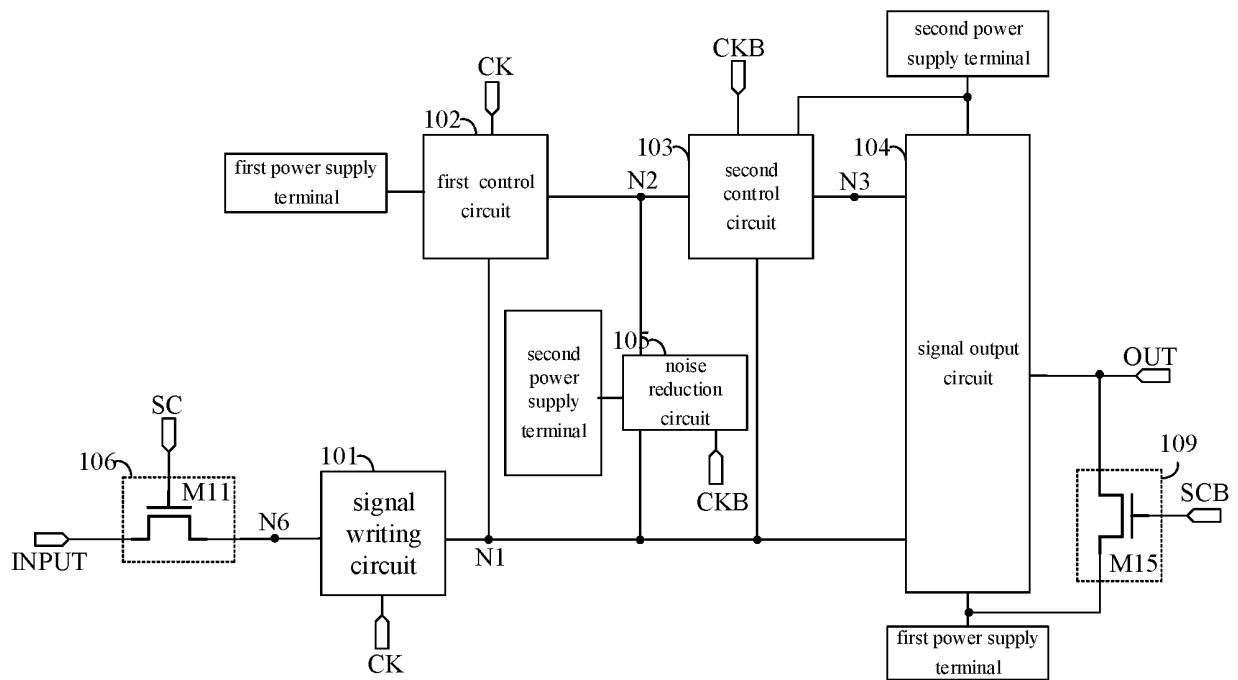 second power
supply terminal
CKB
CK
102
103
104
first power supply
terminal
first control
circuit
N2
second
control
circuit
N3
second
power
supply
terminal
105
noise
reduction
circuit
CKB
signal output
circuit
OUT
SC
106
M11
INPUT
N6
101
signal
writing
circuit
CK
N1
109
SCB
M15
first power supply
terminal